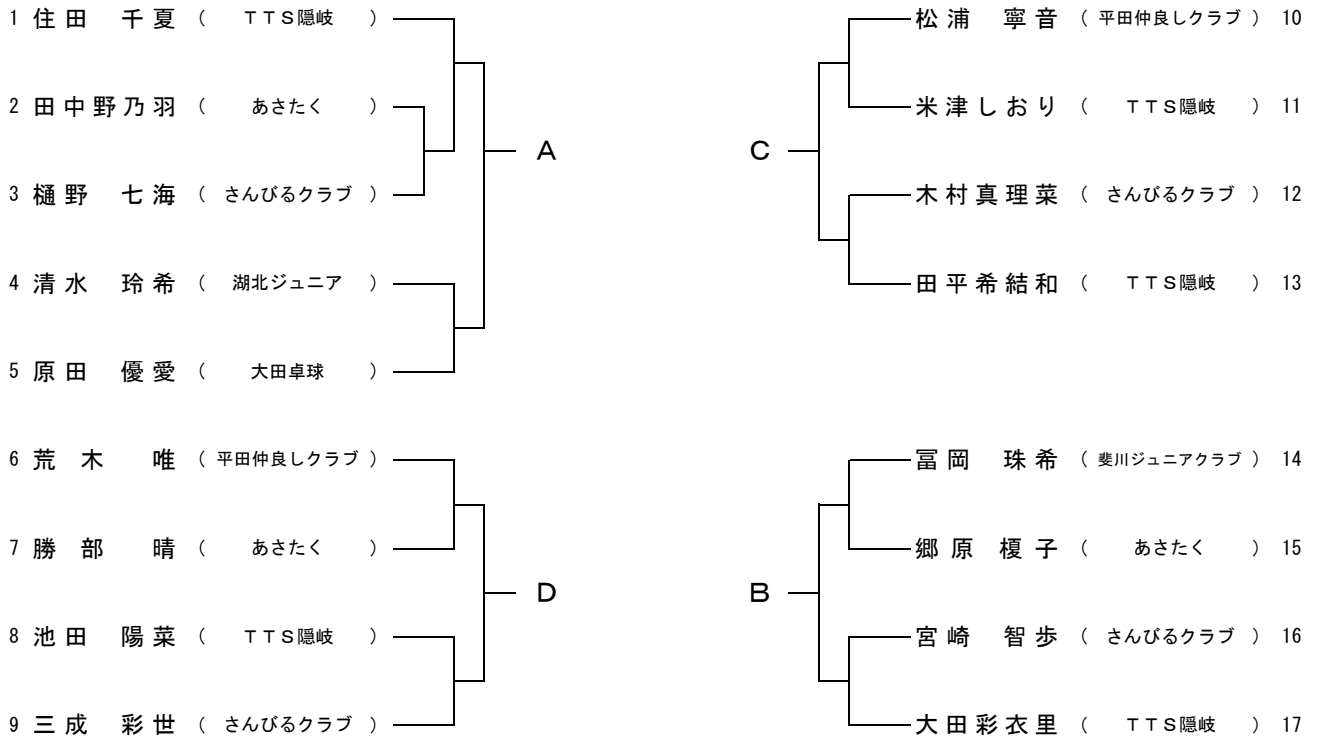 1 住田 千夏 （ ＴＴＳ隠岐 ）
2 田中野乃羽 （ あさたく ）
A
3 樋野 七海 （ さんびるクラブ ）
4 清水 玲希 （ 湖北ジュニア ）
5 原田 優愛 （ 大田卓球 ）
6 荒木 唯 （ 平田仲良しクラブ ）
7 勝部 晴 （ あさたく ）
D
8 池田 陽菜 （ ＴＴＳ隠岐 ）
9 三成 彩世 （ さんびるクラブ ）
松浦 寧音 （ 平田仲良しクラブ ） 10
米津しおり （ ＴＴＳ隠岐 ） 11
C
木村真理菜 （ さんびるクラブ ） 12
田平希結和 （ ＴＴＳ隠岐 ） 13
冨岡 珠希 （ 斐川ジュニアクラブ ） 14
郷原 榎子 （ あさたく ） 15
B
宮崎 智歩 （ さんびるクラブ ） 16
大田彩衣里 （ ＴＴＳ隠岐 ） 17